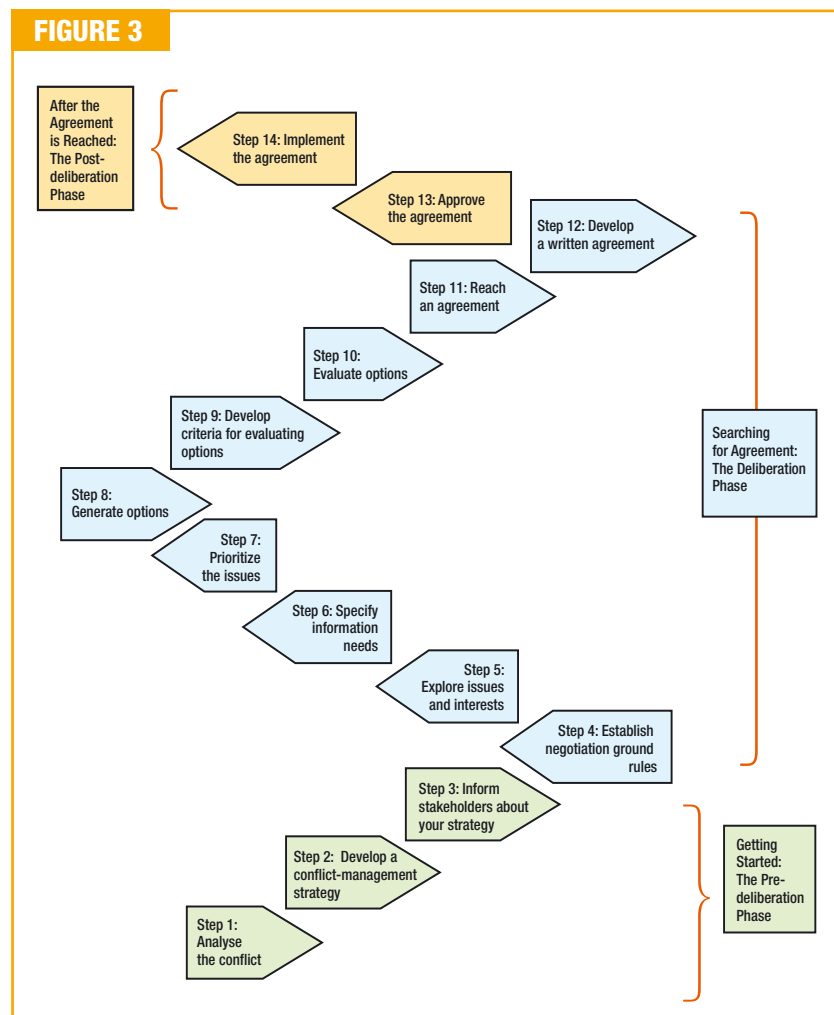 FIGURE 3
After the
Agreement
is Reached:
The Post-
deliberation
Phase
Step 14: Implement
the agreement
Step 13: Approve
the agreement
Step 12: Develop
a written agreement
Step 11: Reach
an agreement
Step 10:
Evaluate options
Step 9: Develop
criteria for evaluating
options
Searching
for Agreement:
The Deliberation
Phase
Step 8:
Generate options
Step 7:
Prioritize
the issues
Step 6: Specify
information
needs
Step 5:
Explore issues
and interests
Step 4: Establish
negotiation ground
rules
Step 3: Inform
stakeholders about
your strategy
Step 2: Develop a
conflict-management
strategy
Getting
Started:
The Pre-
deliberation
Phase
Step 1:
Analyse
the conflict